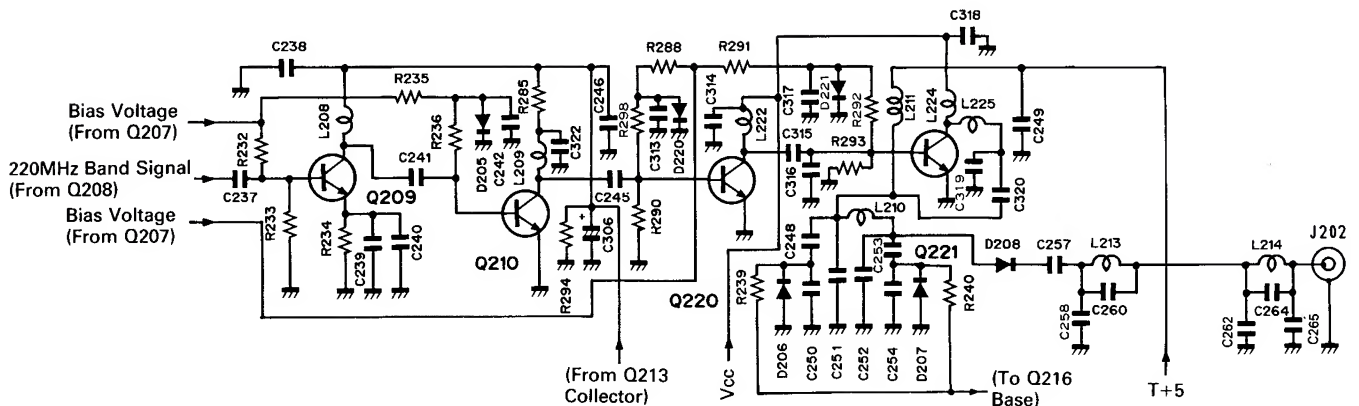 C238
R288
R291
C318
R235
R285
C246
R298
C314
C317
D221
R292
L211
L224
L225
C249
Bias Voltage
(From Q207)
L208
R236
D205
C242
L209
C322
C313
D220
L222
C315
R293
R232
C241
C316
C319
C320
220MHz Band Signal
(From Q208)
C237
Q209
C245
Bias Voltage
(From Q207)
R233
R234
C239
C240
Q210
R294
+
C306
R290
Q220
L210
C248
C253
Q221
D208
C257
L213
L214
J202
R239
R240
C258
C260
C262
C264
C265
D206
C250
C251
C252
C254
D207
(From Q213
Collector)
Vcc
(To Q216
Base)
T+5